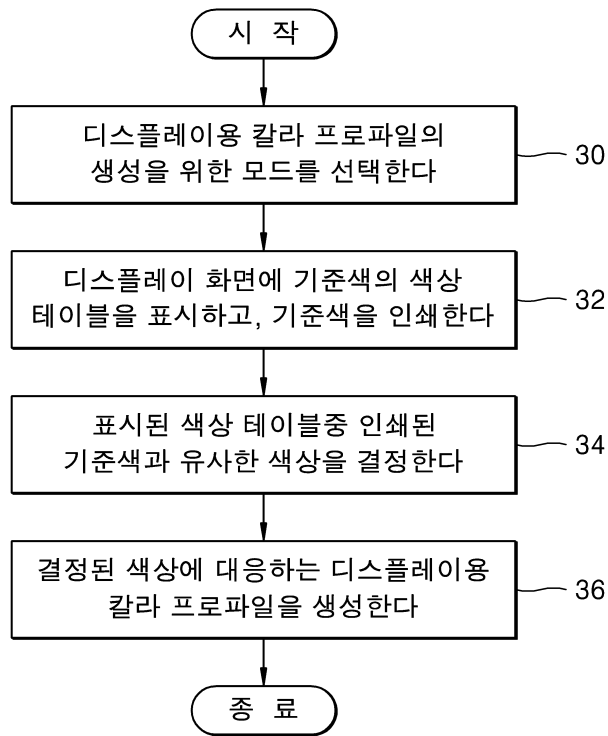 시 작
디스플레이용 칼라 프로파일의
생성을 위한 모드를 선택한다
30
디스플레이 화면에 기준색의 색상
테이블을 표시하고, 기준색을 인쇄한다
32
표시된 색상 테이블중 인쇄된
기준색과 유사한 색상을 결정한다
34
결정된 색상에 대응하는 디스플레이용
칼라 프로파일을 생성한다
36
종 료